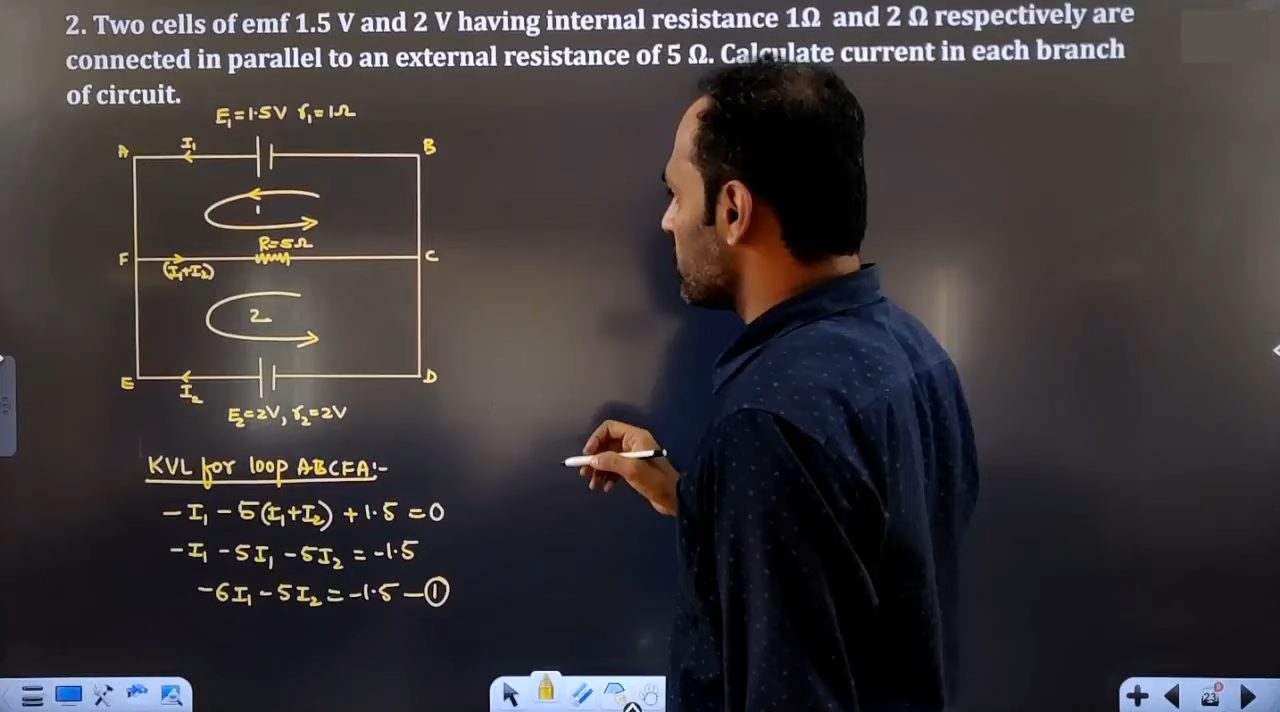 2. Two cells of emf 1.5 V and 2 V having internal resistance 1Ω and 2 Ω respectively are
connected in parallel to an external resistance of 5 Ω. Calculate current in each branch
of circuit.
E₁=1.5V r₁=1Ω
A I₁ B
1
R=5Ω
F C
(I₁+I₂)
2
E I₂ D
E₂=2V, r₂=2V
KVL for loop ABCFA:-
-I₁ -5(I₁+I₂) +1.5 =0
-I₁ -5I₁ -5I₂ = -1.5
-6I₁ -5I₂ = -1.5 -①
23